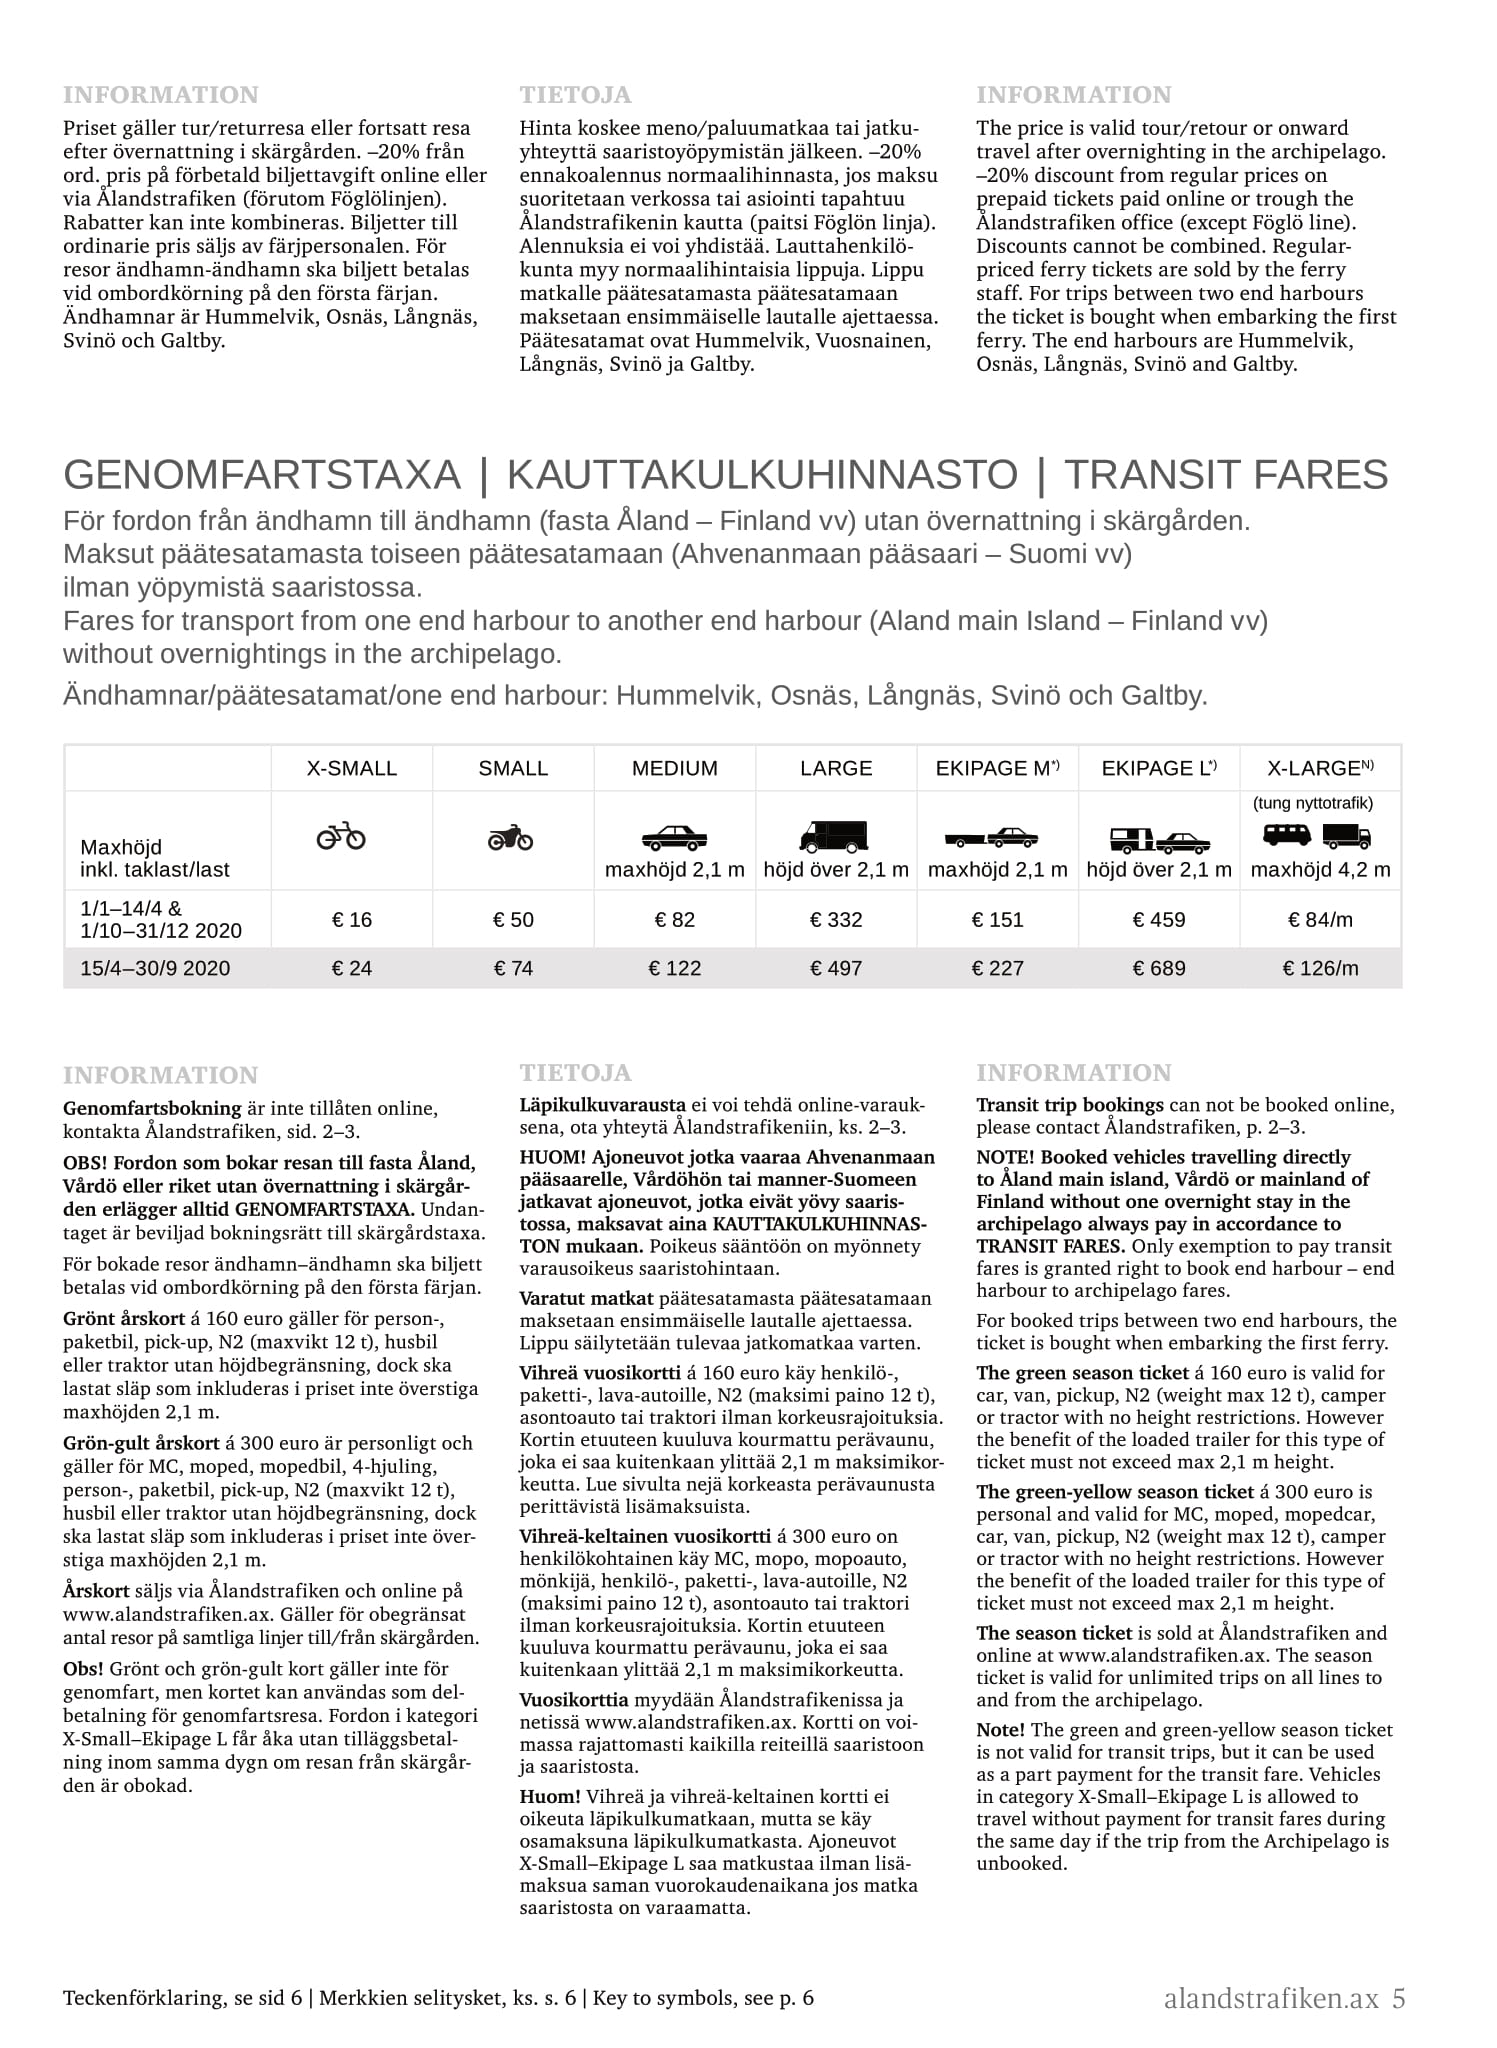 INFORMATION
Priset gäller tur/returresa eller fortsatt resa
efter övernattning i skärgården. –20% från
ord. pris på förbetald biljettavgift online eller
via Ålandstrafiken (förutom Föglölinjen).
Rabatter kan inte kombineras. Biljetter till
ordinarie pris säljs av färjpersonalen. För
resor ändhamn-ändhamn ska biljett betalas
vid ombordkörning på den första färjan.
Ändhamnar är Hummelvik, Osnäs, Långnäs,
Svinö och Galtby.
TIETOJA
Hinta koskee meno/paluumatkaa tai jatku-
yhteyttä saaristoyöpymistän jälkeen. –20%
ennakoalennus normaalihinnasta, jos maksu
suoritetaan verkossa tai asiointi tapahtuu
Ålandstrafikenin kautta (paitsi Föglön linja).
Alennuksia ei voi yhdistää. Lauttahenkilö-
kunta myy normaalihintaisia lippuja. Lippu
matkalle päätesatamasta päätesatamaan
maksetaan ensimmäiselle lautalle ajettaessa.
Päätesatamat ovat Hummelvik, Vuosnainen,
Långnäs, Svinö ja Galtby.
INFORMATION
The price is valid tour/retour or onward
travel after overnighting in the archipelago.
–20% discount from regular prices on
prepaid tickets paid online or trough the
Ålandstrafiken office (except Föglö line).
Discounts cannot be combined. Regular-
priced ferry tickets are sold by the ferry
staff. For trips between two end harbours
the ticket is bought when embarking the first
ferry. The end harbours are Hummelvik,
Osnäs, Långnäs, Svinö and Galtby.
GENOMFARTSTAXA | KAUTTAKULKUHINNASTO | TRANSIT FARES
För fordon från ändhamn till ändhamn (fasta Åland – Finland vv) utan övernattning i skärgården.
Maksut päätesatamasta toiseen päätesatamaan (Ahvenanmaan pääsaari – Suomi vv)
ilman yöpymistä saaristossa.
Fares for transport from one end harbour to another end harbour (Aland main Island – Finland vv)
without overnightings in the archipelago.
Ändhamnar/päätesatamat/one end harbour: Hummelvik, Osnäs, Långnäs, Svinö och Galtby.
X-SMALL SMALL MEDIUM LARGE EKIPAGE M*) EKIPAGE L*) X-LARGEN)
(tung nyttotrafik)
Maxhöjd
inkl. taklast/last maxhöjd 2,1 m höjd över 2,1 m maxhöjd 2,1 m höjd över 2,1 m maxhöjd 4,2 m
1/1–14/4 &
1/10–31/12 2020 € 16 € 50 € 82 € 332 € 151 € 459 € 84/m
15/4–30/9 2020 € 24 € 74 € 122 € 497 € 227 € 689 € 126/m
INFORMATION
Genomfartsbokning är inte tillåten online,
kontakta Ålandstrafiken, sid. 2–3.
OBS! Fordon som bokar resan till fasta Åland,
Vårdö eller riket utan övernattning i skärgår-
den erlägger alltid GENOMFARTSTAXA. Undan-
taget är beviljad bokningsrätt till skärgårdstaxa.
För bokade resor ändhamn–ändhamn ska biljett
betalas vid ombordkörning på den första färjan.
Grönt årskort á 160 euro gäller för person-,
paketbil, pick-up, N2 (maxvikt 12 t), husbil
eller traktor utan höjdbegränsning, dock ska
lastat släp som inkluderas i priset inte överstiga
maxhöjden 2,1 m.
Grön-gult årskort á 300 euro är personligt och
gäller för MC, moped, mopedbil, 4-hjuling,
person-, paketbil, pick-up, N2 (maxvikt 12 t),
husbil eller traktor utan höjdbegränsning, dock
ska lastat släp som inkluderas i priset inte över-
stiga maxhöjden 2,1 m.
Årskort säljs via Ålandstrafiken och online på
www.alandstrafiken.ax. Gäller för obegränsat
antal resor på samtliga linjer till/från skärgården.
Obs! Grönt och grön-gult kort gäller inte för
genomfart, men kortet kan användas som del-
betalning för genomfartsresa. Fordon i kategori
X-Small–Ekipage L får åka utan tilläggsbetal-
ning inom samma dygn om resan från skärgår-
den är obokad.
TIETOJA
Läpikulkuvarausta ei voi tehdä online-varauk-
sena, ota yhteytä Ålandstrafikeniin, ks. 2–3.
HUOM! Ajoneuvot jotka vaaraa Ahvenanmaan
pääsaarelle, Vårdöhön tai manner-Suomeen
jatkavat ajoneuvot, jotka eivät yövy saaris-
tossa, maksavat aina KAUTTAKULKUHINNAS-
TON mukaan. Poikeus sääntöön on myönnety
varausoikeus saaristohintaan.
Varatut matkat päätesatamasta päätesatamaan
maksetaan ensimmäiselle lautalle ajettaessa.
Lippu säilytetään tulevaa jatkomatkaa varten.
Vihreä vuosikortti á 160 euro käy henkilö-,
paketti-, lava-autoille, N2 (maksimi paino 12 t),
asontoauto tai traktori ilman korkeusrajoituksia.
Kortin etuuteen kuuluva kourmattu perävaunu,
joka ei saa kuitenkaan ylittää 2,1 m maksimikor-
keutta. Lue sivulta nejä korkeasta perävaunusta
perittävistä lisämaksuista.
Vihreä-keltainen vuosikortti á 300 euro on
henkilökohtainen käy MC, mopo, mopoauto,
mönkijä, henkilö-, paketti-, lava-autoille, N2
(maksimi paino 12 t), asontoauto tai traktori
ilman korkeusrajoituksia. Kortin etuuteen
kuuluva kourmattu perävaunu, joka ei saa
kuitenkaan ylittää 2,1 m maksimikorkeutta.
Vuosikorttia myydään Ålandstrafikenissa ja
netissä www.alandstrafiken.ax. Kortti on voi-
massa rajattomasti kaikilla reiteillä saaristoon
ja saaristosta.
Huom! Vihreä ja vihreä-keltainen kortti ei
oikeuta läpikulkumatkaan, mutta se käy
osamaksuna läpikulkumatkasta. Ajoneuvot
X-Small–Ekipage L saa matkustaa ilman lisä-
maksua saman vuorokaudenaikana jos matka
saaristosta on varaamatta.
INFORMATION
Transit trip bookings can not be booked online,
please contact Ålandstrafiken, p. 2–3.
NOTE! Booked vehicles travelling directly
to Åland main island, Vårdö or mainland of
Finland without one overnight stay in the
archipelago always pay in accordance to
TRANSIT FARES. Only exemption to pay transit
fares is granted right to book end harbour – end
harbour to archipelago fares.
For booked trips between two end harbours, the
ticket is bought when embarking the first ferry.
The green season ticket á 160 euro is valid for
car, van, pickup, N2 (weight max 12 t), camper
or tractor with no height restrictions. However
the benefit of the loaded trailer for this type of
ticket must not exceed max 2,1 m height.
The green-yellow season ticket á 300 euro is
personal and valid for MC, moped, mopedcar,
car, van, pickup, N2 (weight max 12 t), camper
or tractor with no height restrictions. However
the benefit of the loaded trailer for this type of
ticket must not exceed max 2,1 m height.
The season ticket is sold at Ålandstrafiken and
online at www.alandstrafiken.ax. The season
ticket is valid for unlimited trips on all lines to
and from the archipelago.
Note! The green and green-yellow season ticket
is not valid for transit trips, but it can be used
as a part payment for the transit fare. Vehicles
in category X-Small–Ekipage L is allowed to
travel without payment for transit fares during
the same day if the trip from the Archipelago is
unbooked.
Teckenförklaring, se sid 6 | Merkkien selitysket, ks. s. 6 | Key to symbols, see p. 6
alandstrafiken.ax 5